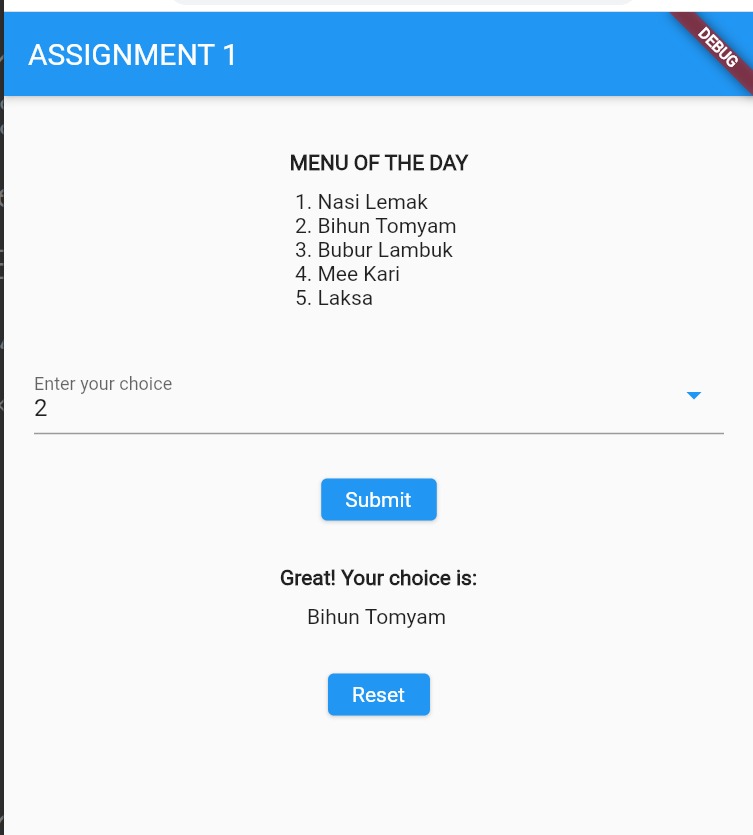 ASSIGNMENT 1
DEBUG
MENU OF THE DAY
1. Nasi Lemak
2. Bihun Tomyam
3. Bubur Lambuk
4. Mee Kari
5. Laksa
Enter your choice
2
Submit
Great! Your choice is:
Bihun Tomyam
Reset